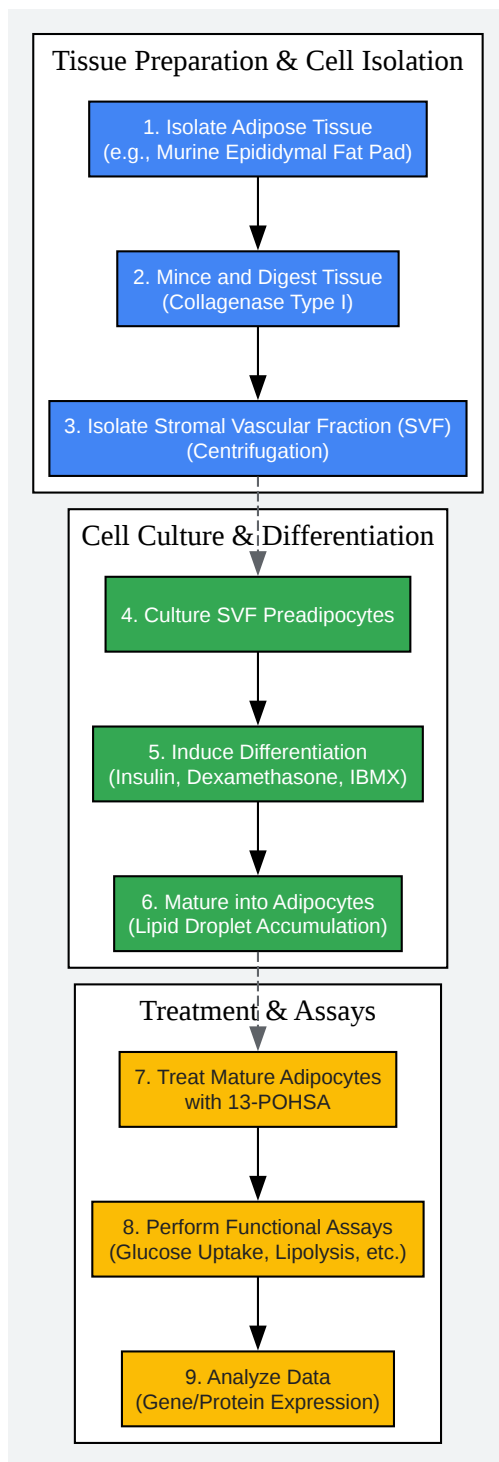 Tissue Preparation & Cell Isolation
1. Isolate Adipose Tissue
(e.g., Murine Epididymal Fat Pad)
2. Mince and Digest Tissue
(Collagenase Type I)
3. Isolate Stromal Vascular Fraction (SVF)
(Centrifugation)
Cell Culture & Differentiation
4. Culture SVF Preadipocytes
5. Induce Differentiation
(Insulin, Dexamethasone, IBMX)
6. Mature into Adipocytes
(Lipid Droplet Accumulation)
Treatment & Assays
7. Treat Mature Adipocytes
with 13-POHSA
8. Perform Functional Assays
(Glucose Uptake, Lipolysis, etc.)
9. Analyze Data
(Gene/Protein Expression)